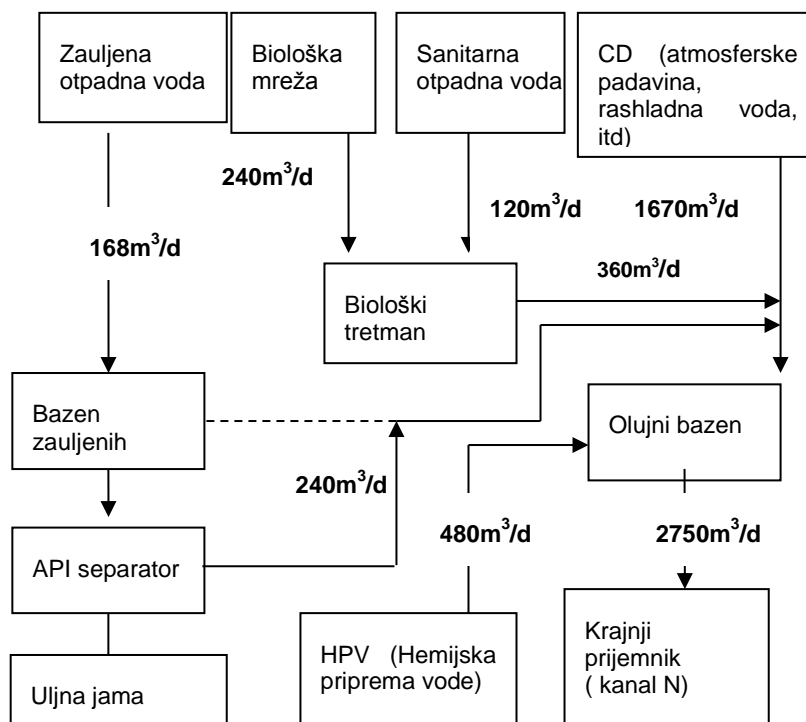 Zauljena
otpadna voda
Biološka
mreža
Sanitarna
otpadna voda
CD (atmosferske
padavina,
rashladna voda,
itd)
240m³/d
120m³/d
1670m³/d
168m³/d
360m³/d
Biološki
tretman
Bazen
zauljenih
Olujni bazen
240m³/d
480m³/d
2750m³/d
API separator
HPV (Hemijska
priprema vode)
Krajnji
prijemnik
( kanal N)
Uljna jama